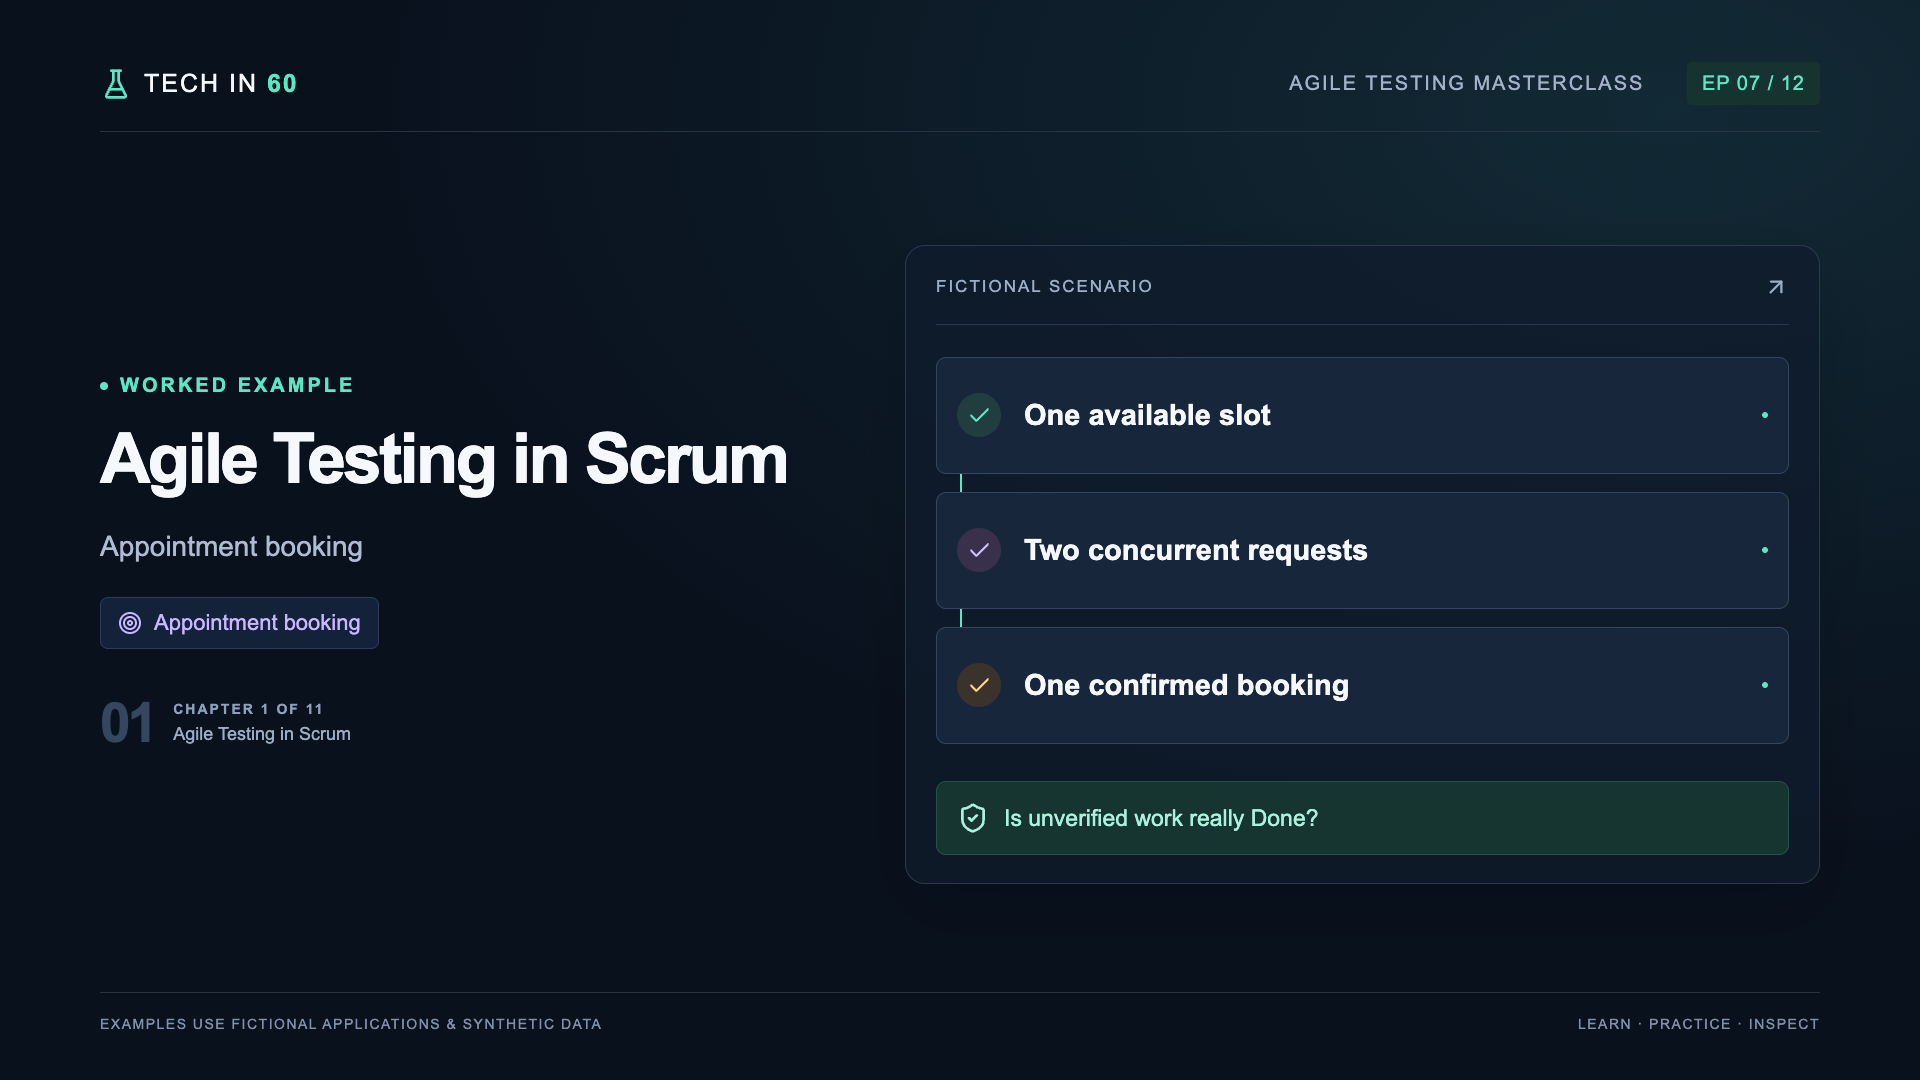 TECH IN 60
AGILE TESTING MASTERCLASS
EP 07 / 12
WORKED EXAMPLE
Agile Testing in Scrum
Appointment booking
Appointment booking
01
CHAPTER 1 OF 11
Agile Testing in Scrum
FICTIONAL SCENARIO
One available slot
Two concurrent requests
One confirmed booking
Is unverified work really Done?
EXAMPLES USE FICTIONAL APPLICATIONS & SYNTHETIC DATA
LEARN · PRACTICE · INSPECT